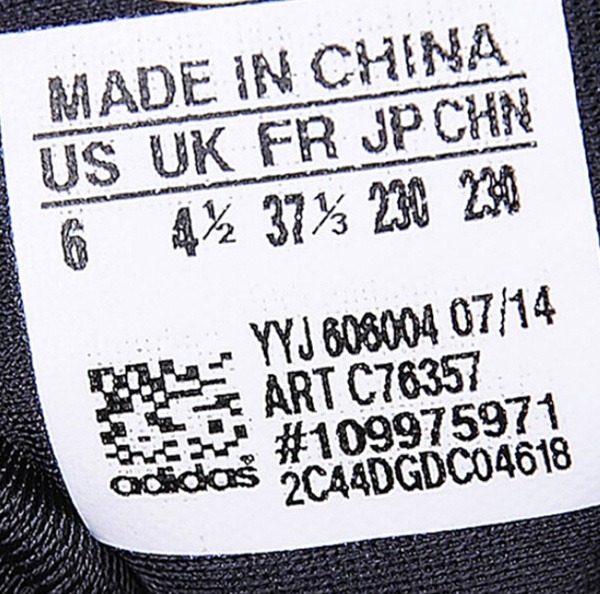 MADE IN CHINA
US UK FR JP CHN
6 4½ 37⅓ 230 230
YYJ 606004 07/14
ART C76357
#109975971
adidas® 2C44DGDC04618